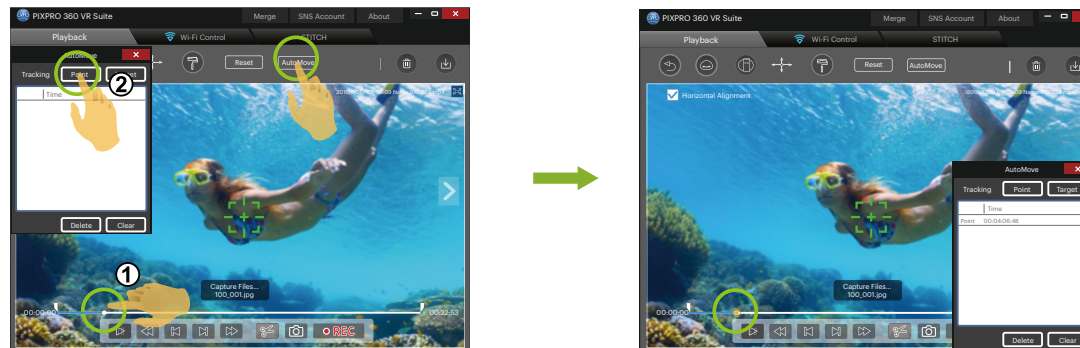 PIXPRO 360 VR Suite
Merge SNS Account About
Playback Wi-Fi Control STITCH
AutoMove
Reset AutoMove
Tracking Point
2
Time
Delete Clear
1
Capture Files...
100_001.jpg
00:00:00 00:22:53
REC
PIXPRO 360 VR Suite
Merge SNS Account About
Playback Wi-Fi Control STITCH
Reset AutoMove
Horizontal Alignment
AutoMove
Tracking Point Target
Time
Point 00:04:06:48
Capture Files...
100_001.jpg
00:00:00
Delete Clear